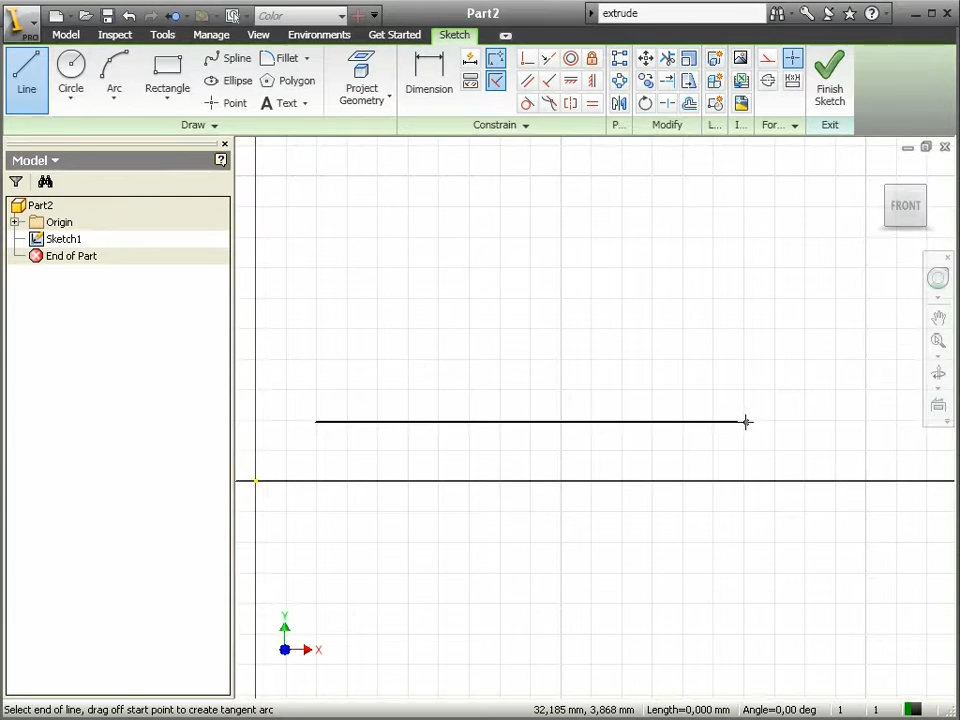 Color
Part2
extrude
PRO
Model
Inspect
Tools
Manage
View
Environments
Get Started
Sketch
Line
Circle
Arc
Rectangle
Spline
Ellipse
Point
Fillet
Polygon
Text
Project
Geometry
Dimension
Finish
Sketch
Draw
Constrain
P...
Modify
L...
I...
For...
Exit
Model
Part2
Origin
Sketch1
End of Part
FRONT
Y
X
Select end of line, drag off start point to create tangent arc
32,185 mm, 3,868 mm
Length=0,000 mm
Angle=0,00 deg
1
1